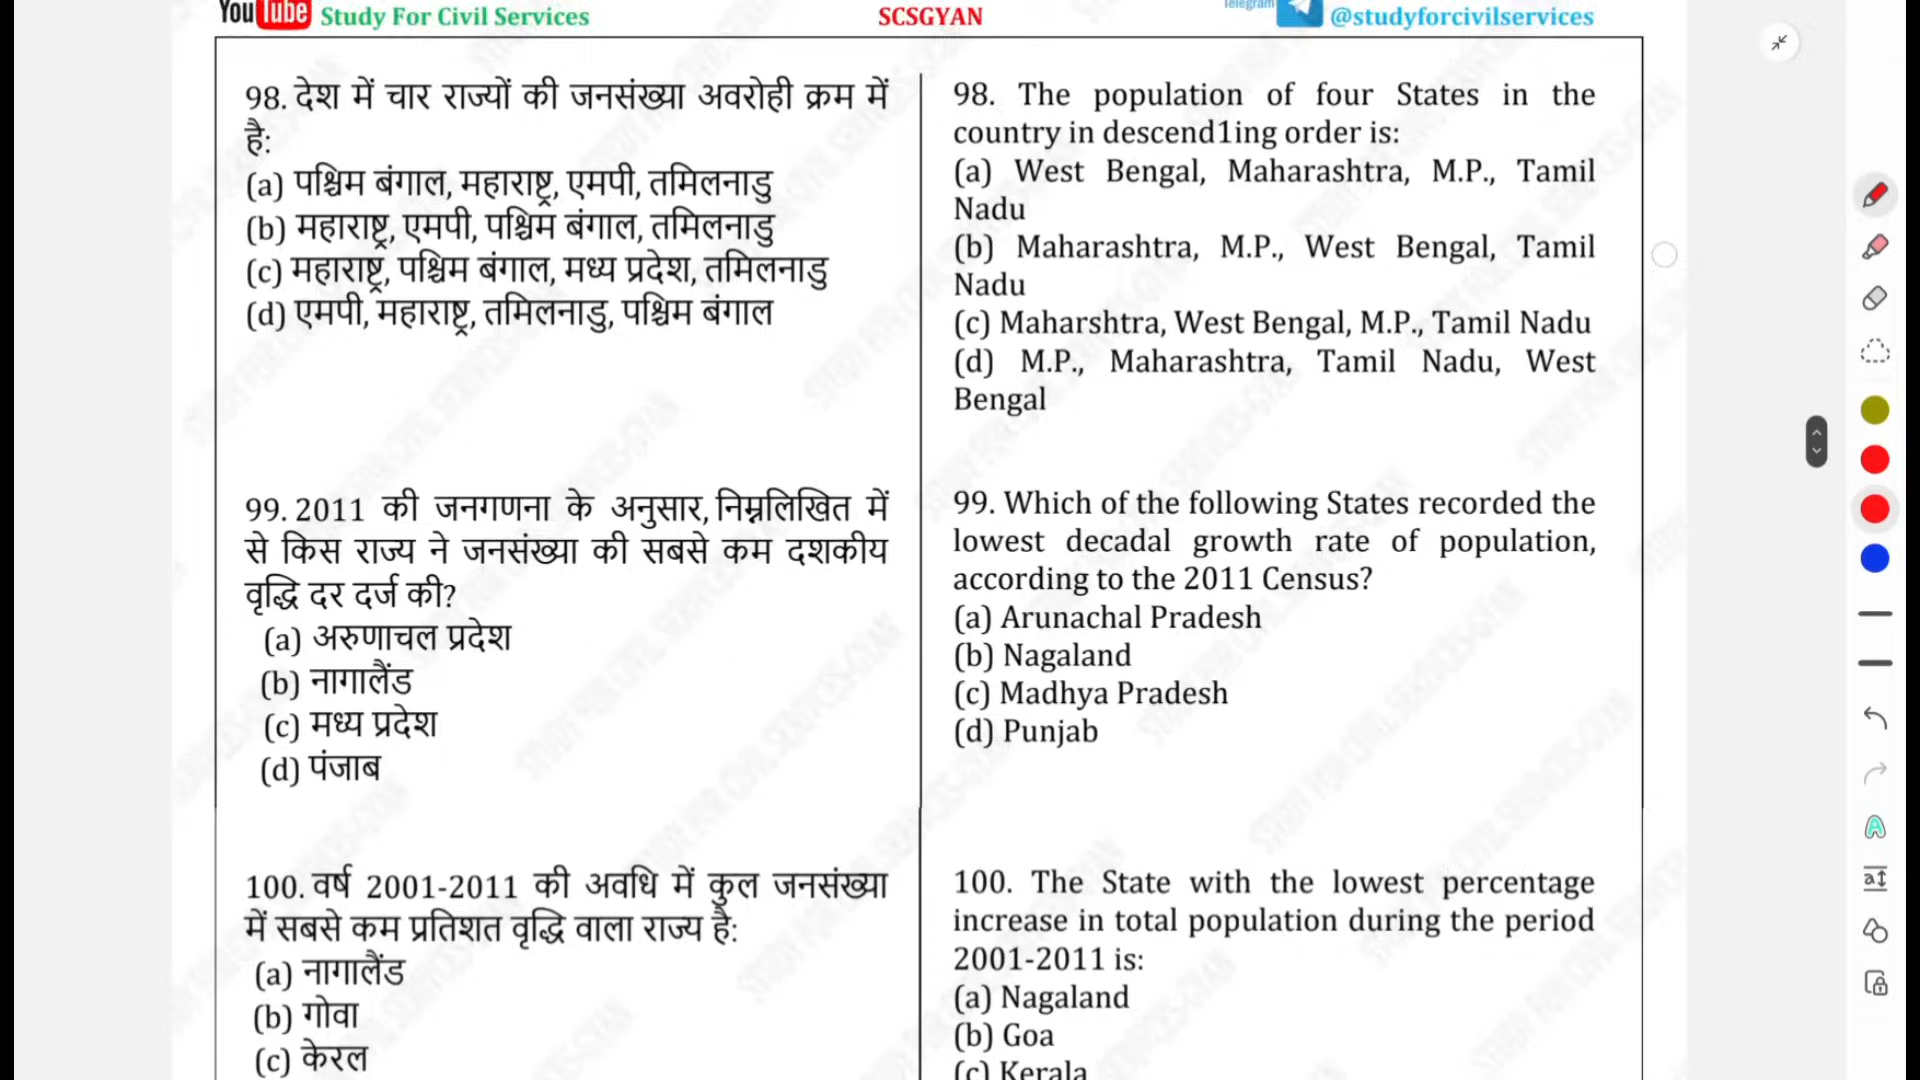 YouTube Study For Civil Services
SCSGYAN
Telegram @studyforcivilservices
98. देश में चार राज्यों की जनसंख्या अवरोही क्रम में
है:
(a) पश्चिम बंगाल, महाराष्ट्र, एमपी, तमिलनाडु
(b) महाराष्ट्र, एमपी, पश्चिम बंगाल, तमिलनाडु
(c) महाराष्ट्र, पश्चिम बंगाल, मध्य प्रदेश, तमिलनाडु
(d) एमपी, महाराष्ट्र, तमिलनाडु, पश्चिम बंगाल
99. 2011 की जनगणना के अनुसार, निम्नलिखित में
से किस राज्य ने जनसंख्या की सबसे कम दशकीय
वृद्धि दर दर्ज की?
(a) अरुणाचल प्रदेश
(b) नागालैंड
(c) मध्य प्रदेश
(d) पंजाब
100. वर्ष 2001-2011 की अवधि में कुल जनसंख्या
में सबसे कम प्रतिशत वृद्धि वाला राज्य है:
(a) नागालैंड
(b) गोवा
(c) केरल
98. The population of four States in the
country in descend1ing order is:
(a) West Bengal, Maharashtra, M.P., Tamil
Nadu
(b) Maharashtra, M.P., West Bengal, Tamil
Nadu
(c) Maharshtra, West Bengal, M.P., Tamil Nadu
(d) M.P., Maharashtra, Tamil Nadu, West
Bengal
99. Which of the following States recorded the
lowest decadal growth rate of population,
according to the 2011 Census?
(a) Arunachal Pradesh
(b) Nagaland
(c) Madhya Pradesh
(d) Punjab
100. The State with the lowest percentage
increase in total population during the period
2001-2011 is:
(a) Nagaland
(b) Goa
(c) Kerala